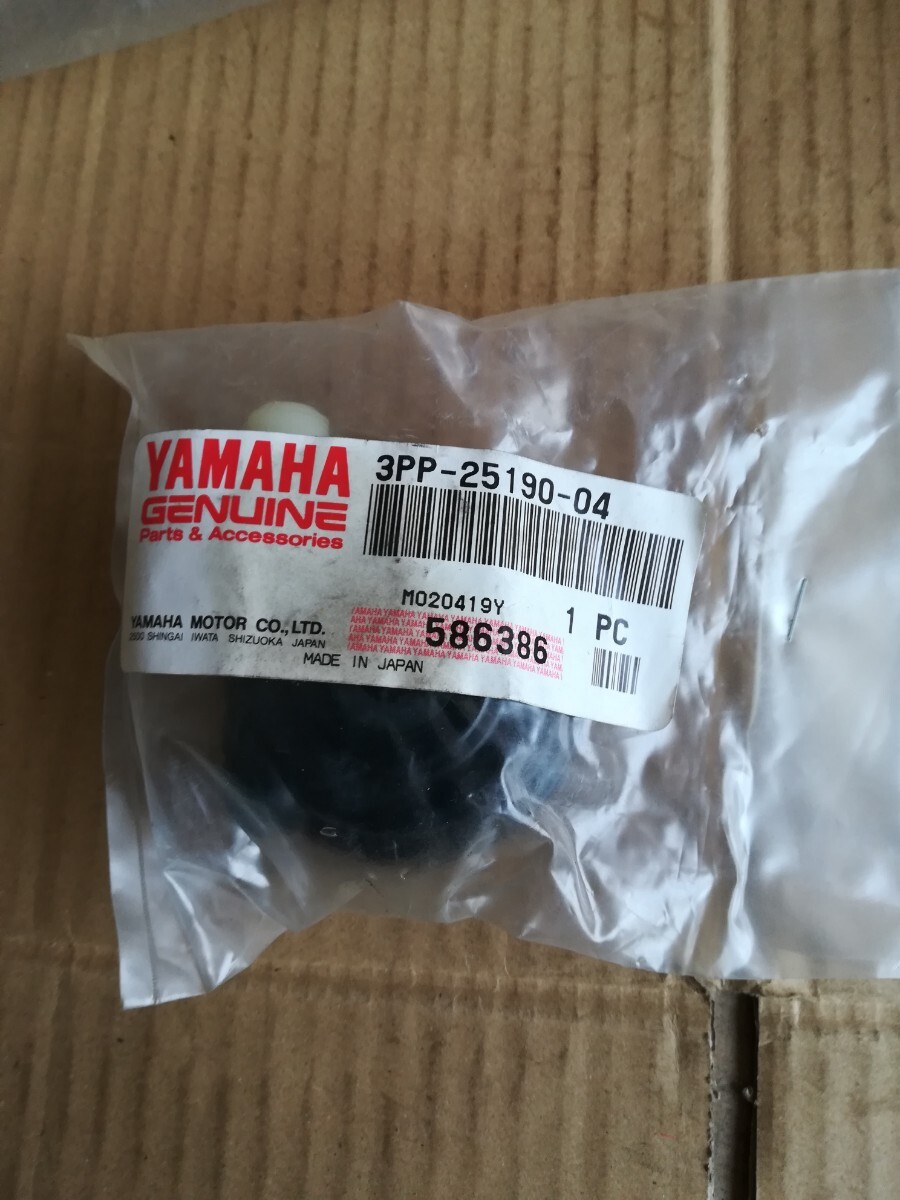 YAMAHA
GENUINE
Parts & Accessories
3PP-25190-04
M020419Y
586386
1 PC
YAMAHA MOTOR CO.,LTD.
2500 SHINGAI IWATA SHIZUOKA JAPAN
MADE IN JAPAN